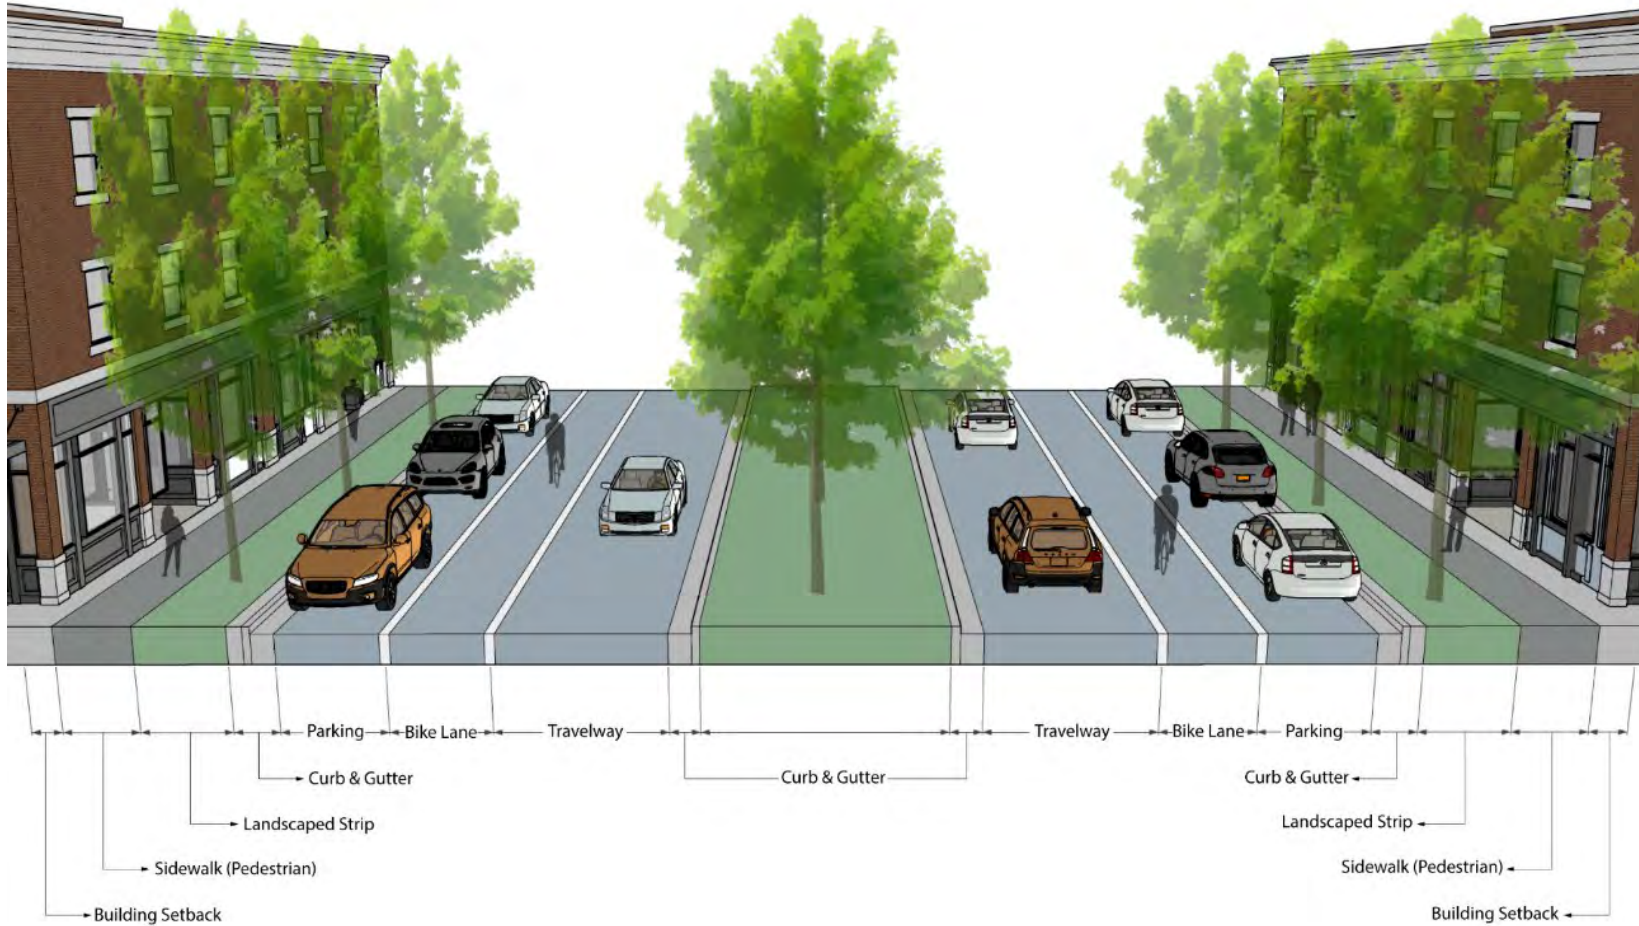 Parking Bike Lane Travelway Travelway Bike Lane Parking
Curb & Gutter Curb & Gutter Curb & Gutter
Landscaped Strip Landscaped Strip
Sidewalk (Pedestrian) Sidewalk (Pedestrian)
Building Setback Building Setback